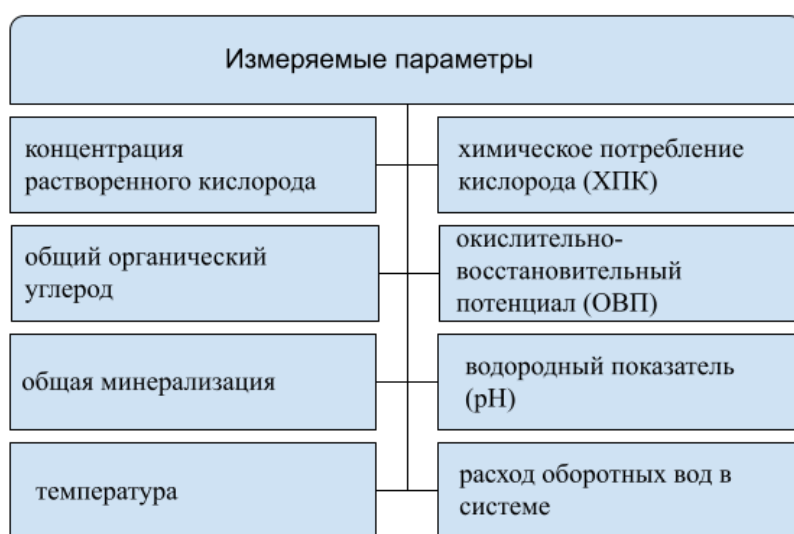 Измеряемые параметры
концентрация
растворенного кислорода
химическое потребление
кислорода (ХПК)
общий органический
углерод
окислительно-
восстановительный
потенциал (ОВП)
общая минерализация
водородный показатель
(pH)
температура
расход оборотных вод в
системе